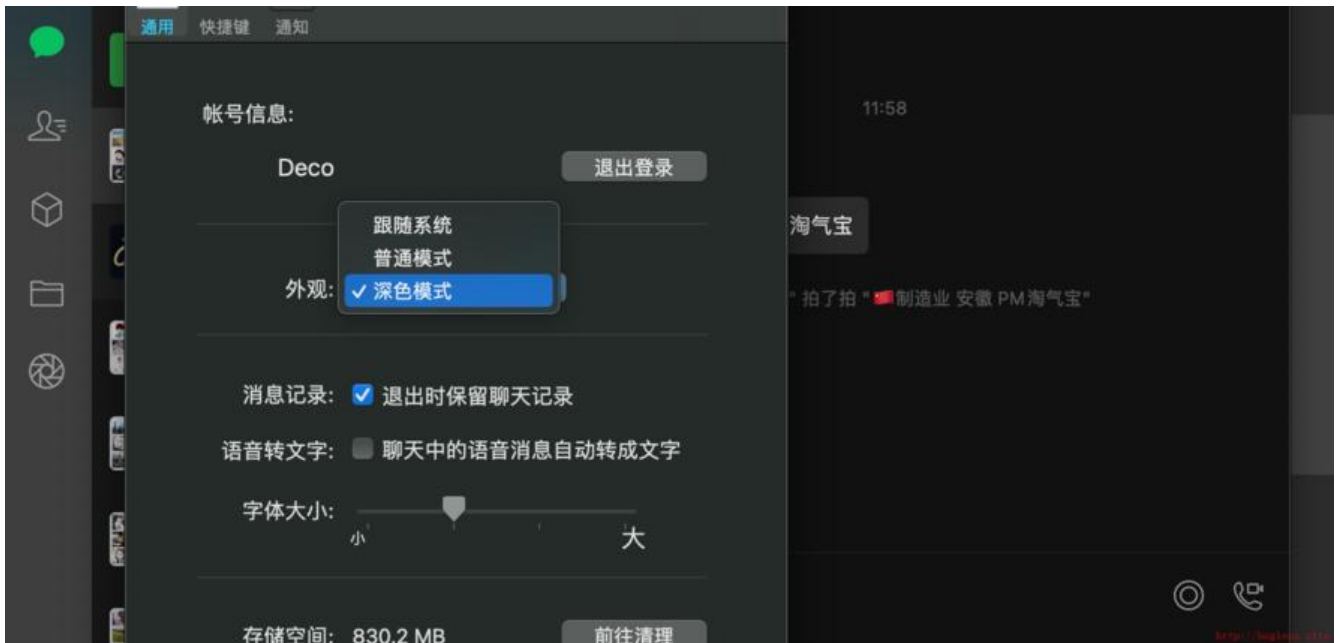 通用 快捷键 通知
11:58
帐号信息:
Deco 退出登录
跟随系统
淘气宝
普通模式
外观: ✓ 深色模式
" 拍了拍 "🇨🇳制造业 安徽 PM淘气宝"
消息记录: 退出时保留聊天记录
语音转文字: 聊天中的语音消息自动转成文字
字体大小:
小 大
存储空间: 830.2 MB 前往清理